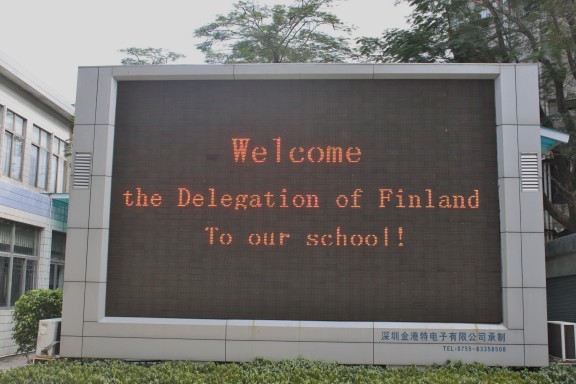 Welcome
the Delegation of Finland
To our school!
深圳金港特电子有限公司承制
TEL:0755-83358508